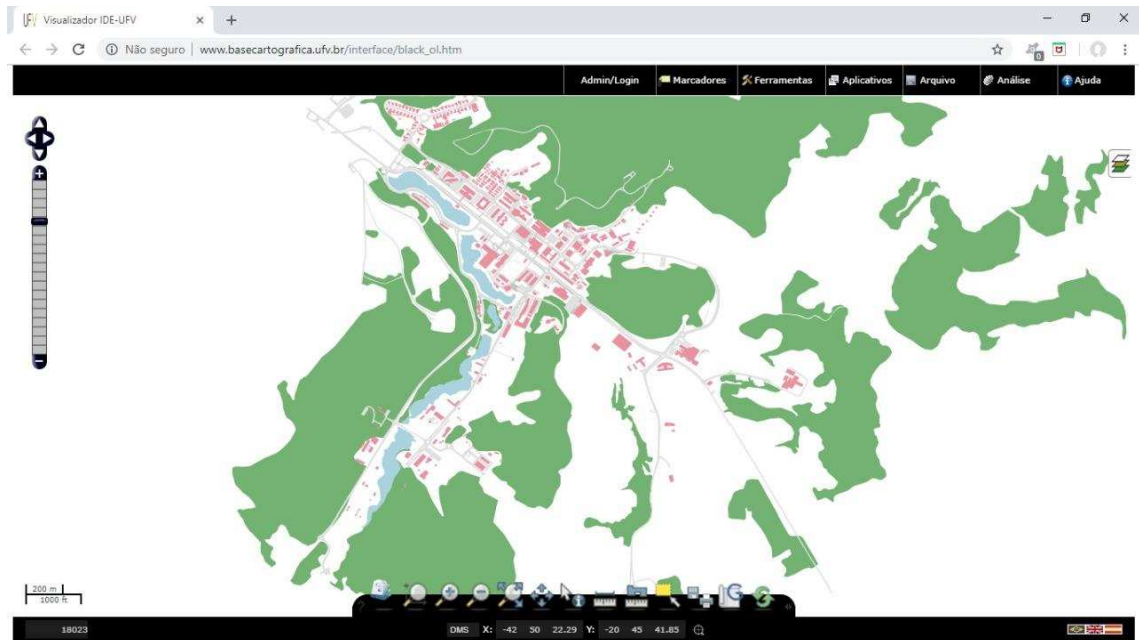 UFV Visualizador IDE-UFV
Não seguro | www.basecartografica.ufv.br/interface/black_ol.htm
Admin/Login Marcadores Ferramentas Aplicativos Arquivo Análise Ajuda
200 m
1000 ft
18023 DMS X: -42 50 22.29 Y: -20 45 41.85